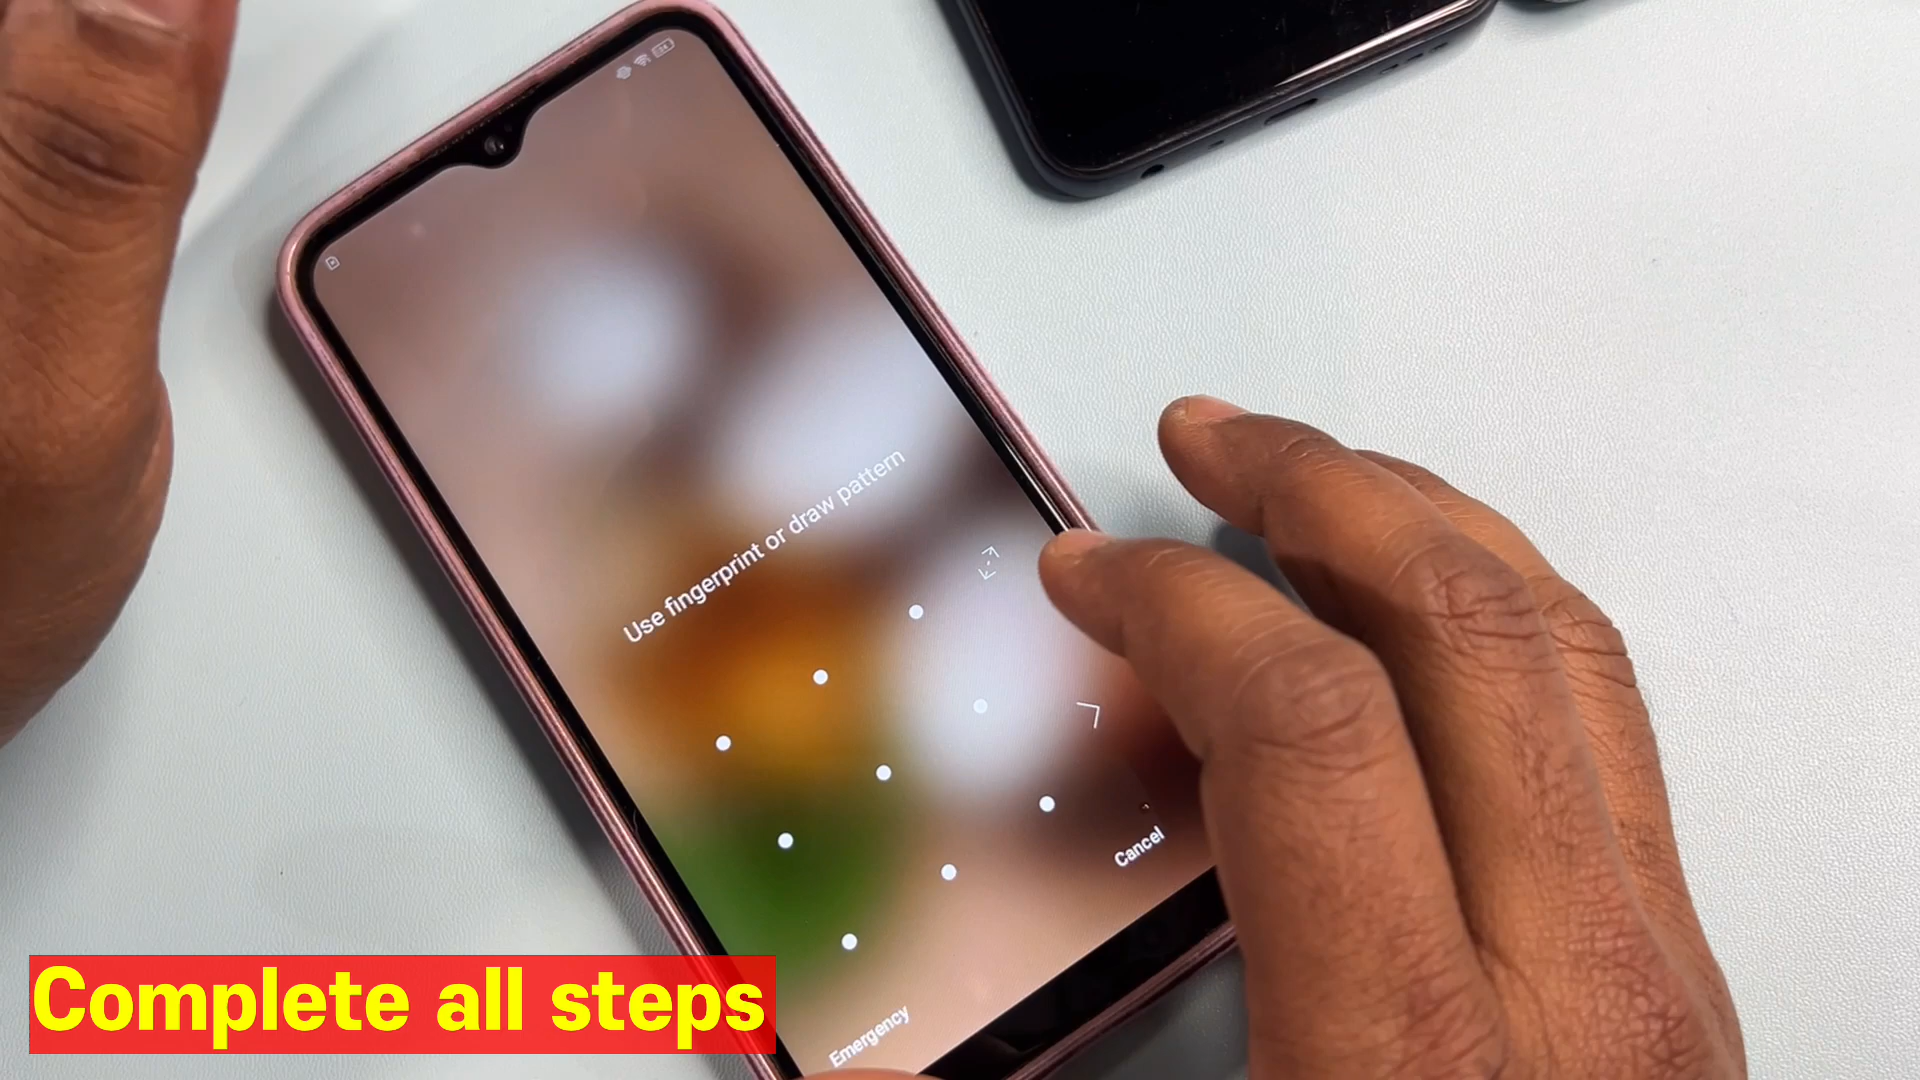 Use fingerprint or draw pattern
Cancel
Emergency
Complete all steps